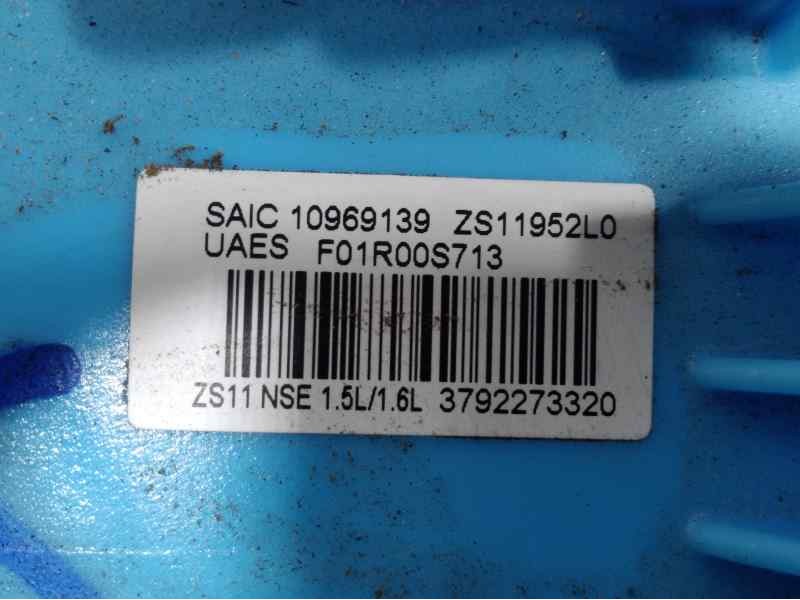 SAIC 10969139 ZS11952L0
UAES F01R00S713
ZS11 NSE 1.5L/1.6L 3792273320